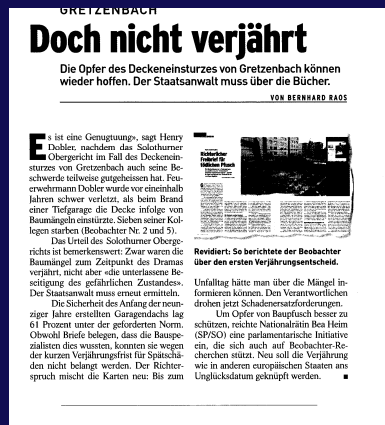 GRETZENBACH
Doch nicht verjährt
Die Opfer des Deckeneinsturzes von Gretzenbach können
wieder hoffen. Der Staatsanwalt muss über die Bücher.
VON BERNHARD RAOS
Es ist eine Genugtuung», sagt Henry
Dobler, nachdem das Solothurner
Obergericht im Fall des Deckenein-
sturzes von Gretzenbach auch seine Be-
schwerde teilweise gutgeheissen hat. Feu-
erwehrmann Dobler wurde vor eineinhalb
Jahren schwer verletzt, als beim Brand
einer Tiefgarage die Decke infolge von
Baumängeln einstürzte. Sieben seiner Kol-
legen starben (Beobachter Nr. 2 und 5).
Das Urteil des Solothurner Oberge-
richts ist bemerkenswert: Zwar waren die
Baumängel zum Zeitpunkt des Dramas
verjährt, nicht aber «die unterlassene Be-
seitigung des gefährlichen Zustandes».
Der Staatsanwalt muss erneut ermitteln.
Die Sicherheit des Anfang der neun-
ziger Jahre erstellten Garagendachs lag
61 Prozent unter der geforderten Norm.
Obwohl Briefe belegen, dass die Bauspe-
zialisten dies wussten, konnten sie wegen
der kurzen Verjährungsfrist für Spätschä-
den nicht belangt werden. Der Richter-
spruch mischt die Karten neu: Bis zum
Richterlicher
Freibrief für
tödlichen Pfusch
Revidiert: So berichtete der Beobachter
über den ersten Verjährungsentscheid.
Unfalltag hätte man über die Mängel in-
formieren können. Den Verantwortlichen
drohen jetzt Schadenersatzforderungen.
Um Opfer von Baupfusch besser zu
schützen, reichte Nationalrätin Bea Heim
(SP/SO) eine parlamentarische Initiative
ein, die sich auch auf Beobachter-Re-
cherchen stützt. Neu soll die Verjährung
wie in anderen europäischen Staaten ans
Unglücksdatum geknüpft werden.